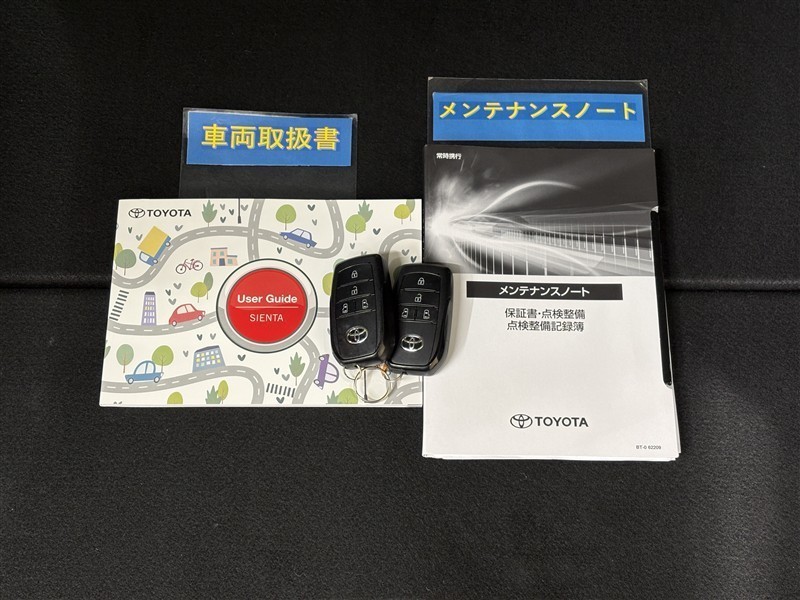 車両取扱書
メンテナンスノート
常時携行
TOYOTA
User Guide
SIENTA
メンテナンスノート
保証書・点検整備
点検整備記録簿
TOYOTA